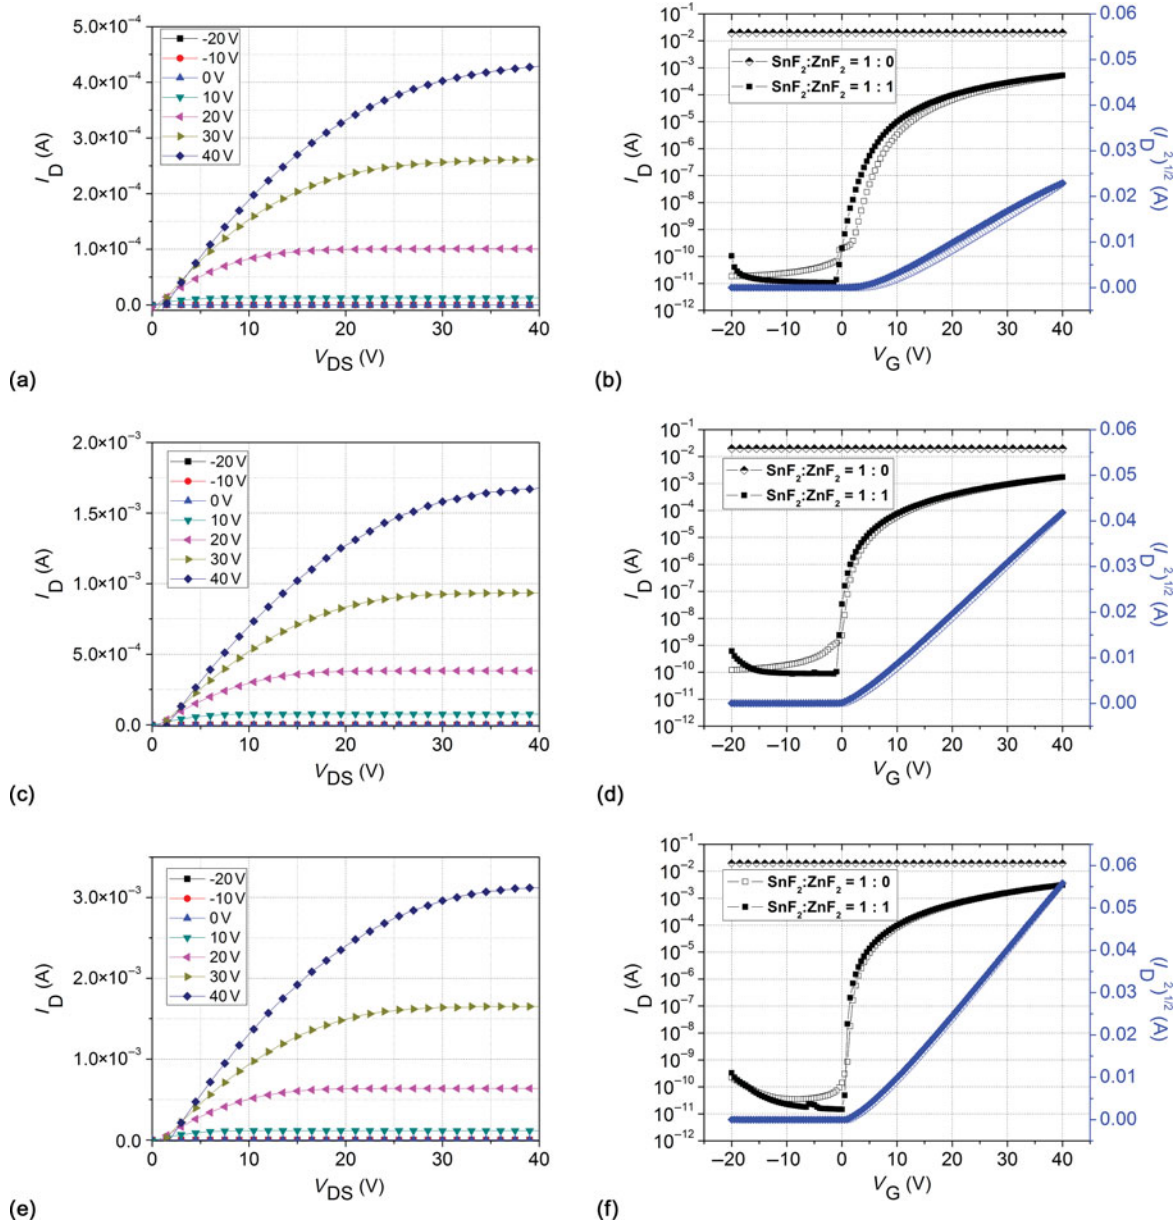 5.0×10⁻⁴
4.0×10⁻⁴
3.0×10⁻⁴
2.0×10⁻⁴
1.0×10⁻⁴
0.0
I_D (A)
-20 V
-10 V
0 V
10 V
20 V
30 V
40 V
0 10 20 30 40
V_DS (V)
(a)
10⁻¹
10⁻²
10⁻³
10⁻⁴
10⁻⁵
10⁻⁶
10⁻⁷
10⁻⁸
10⁻⁹
10⁻¹⁰
10⁻¹¹
10⁻¹²
I_D (A)
SnF₂:ZnF₂ = 1 : 0
SnF₂:ZnF₂ = 1 : 1
0.06
0.05
0.04
0.03
0.02
0.01
0.00
(I_D²)^1/2 (A)
−20 −10 0 10 20 30 40
V_G (V)
(b)
2.0×10⁻³
1.5×10⁻³
1.0×10⁻³
5.0×10⁻⁴
0.0
I_D (A)
-20 V
-10 V
0 V
10 V
20 V
30 V
40 V
0 10 20 30 40
V_DS (V)
(c)
10⁻¹
10⁻²
10⁻³
10⁻⁴
10⁻⁵
10⁻⁶
10⁻⁷
10⁻⁸
10⁻⁹
10⁻¹⁰
10⁻¹¹
10⁻¹²
I_D (A)
SnF₂:ZnF₂ = 1 : 0
SnF₂:ZnF₂ = 1 : 1
0.06
0.05
0.04
0.03
0.02
0.01
0.00
(I_D²)^1/2 (A)
−20 −10 0 10 20 30 40
V_G (V)
(d)
3.0×10⁻³
2.0×10⁻³
1.0×10⁻³
0.0
I_D (A)
-20 V
-10 V
0 V
10 V
20 V
30 V
40 V
0 10 20 30 40
V_DS (V)
(e)
10⁻¹
10⁻²
10⁻³
10⁻⁴
10⁻⁵
10⁻⁶
10⁻⁷
10⁻⁸
10⁻⁹
10⁻¹⁰
10⁻¹¹
10⁻¹²
I_D (A)
SnF₂:ZnF₂ = 1 : 0
SnF₂:ZnF₂ = 1 : 1
0.06
0.05
0.04
0.03
0.02
0.01
0.00
(I_D²)^1/2 (A)
−20 −10 0 10 20 30 40
V_G (V)
(f)